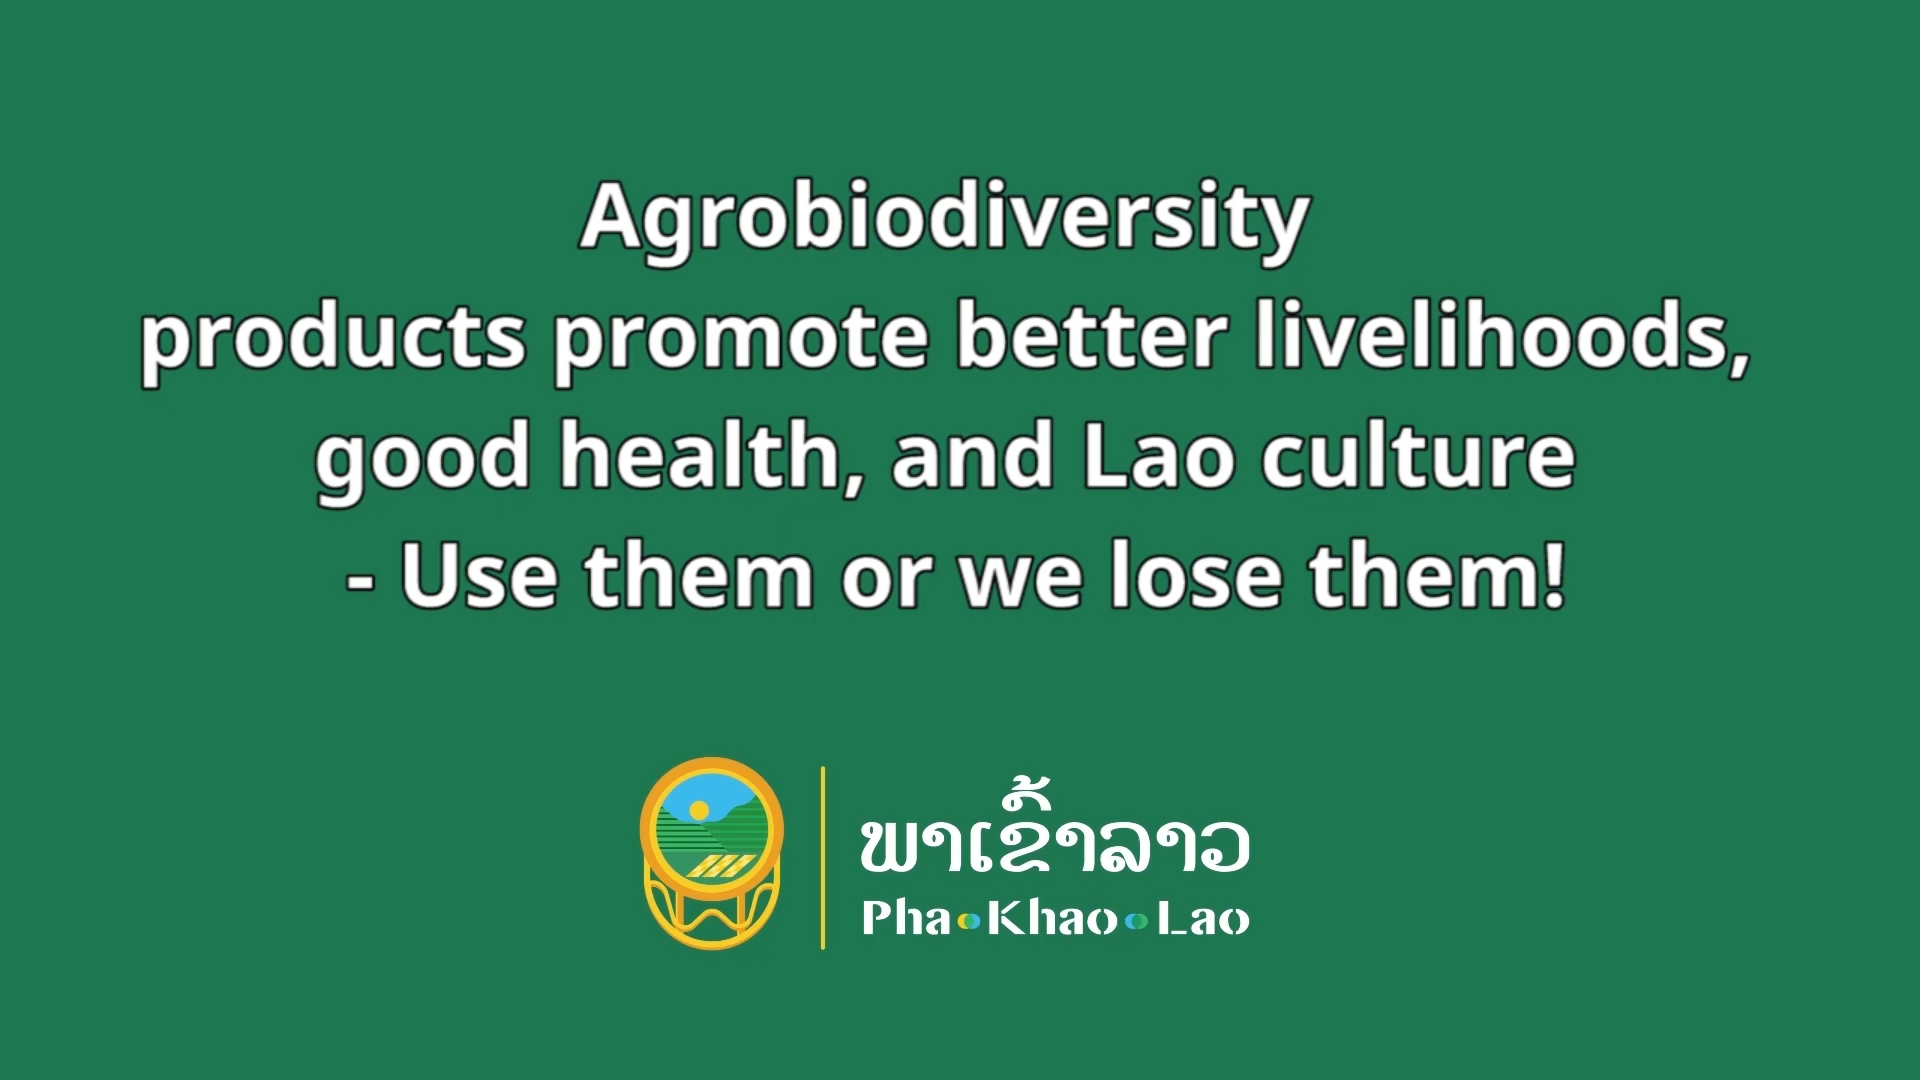 Agrobiodiversity
products promote better livelihoods,
good health, and Lao culture
- Use them or we lose them!
ພາເຂົ້າລາວ
Pha Khao Lao